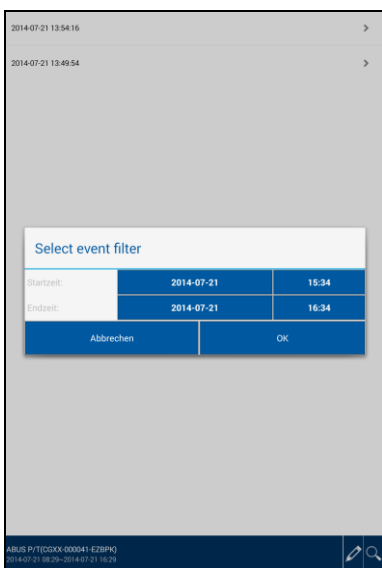 2014-07-21 13:54:16
2014-07-21 13:49:54
Select event filter
Startzeit: 2014-07-21 15:34
Endzeit: 2014-07-21 16:34
Abbrechen OK
ABUS P/T(CGXX-000041-EZBPK)
2014-07-21 08:29~2014-07-21 16:29